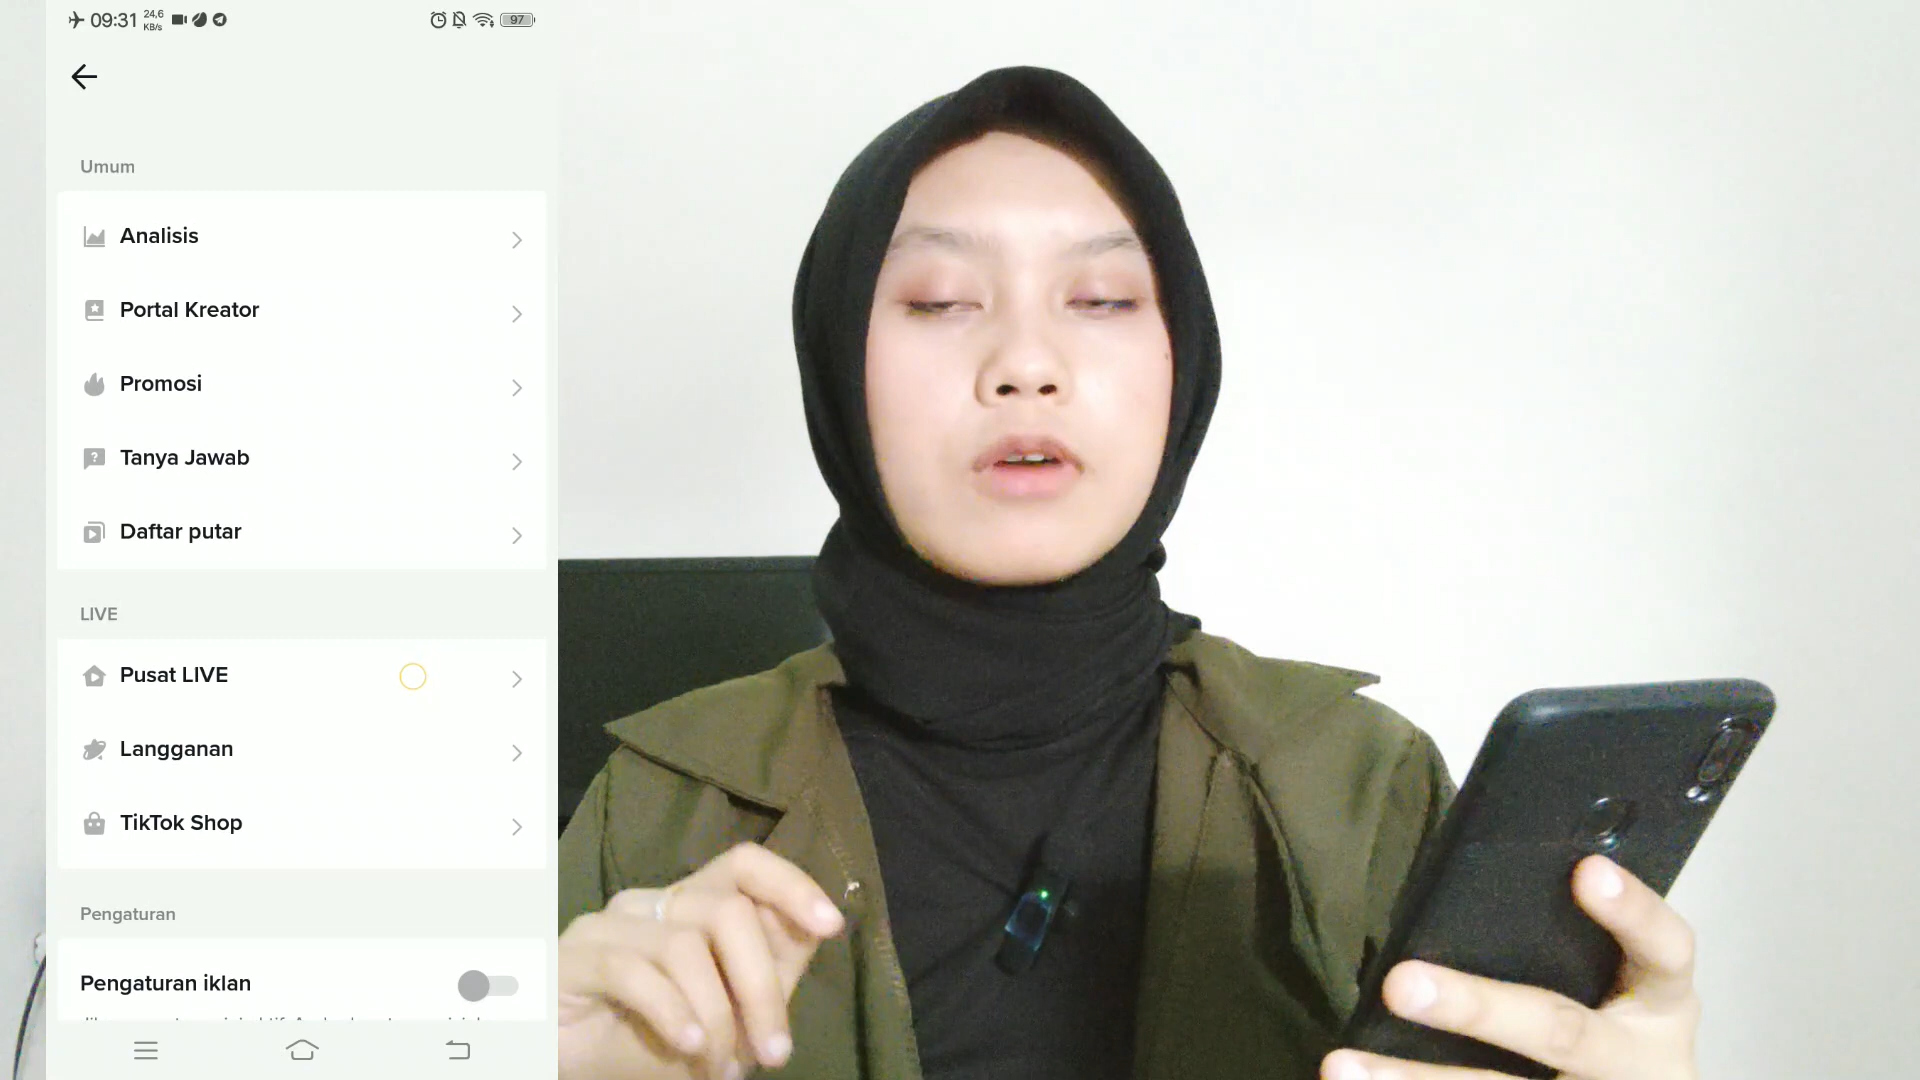 09:31
24,6
KB/s
97
Umum
Analisis
Portal Kreator
Promosi
Tanya Jawab
Daftar putar
LIVE
Pusat LIVE
Langganan
TikTok Shop
Pengaturan
Pengaturan iklan